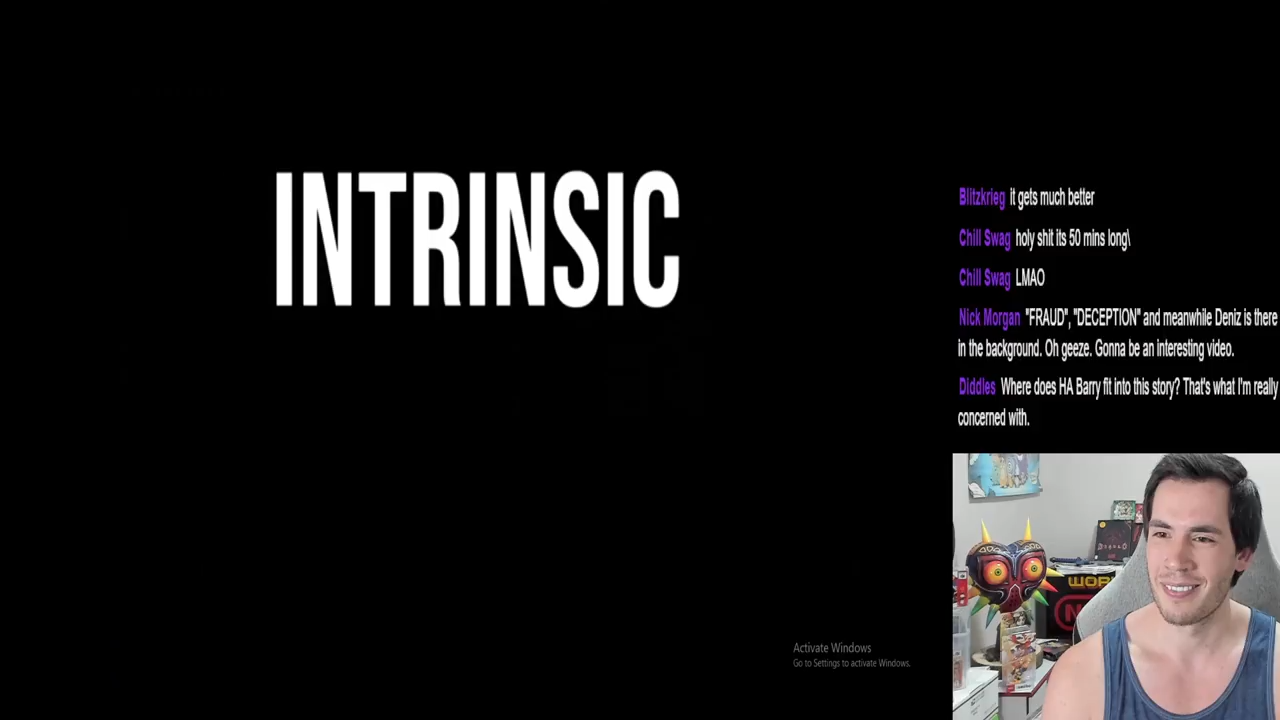 INTRINSIC
Blitzkrieg it gets much better
Chill Swag holy shit its 50 mins long\
Chill Swag LMAO
Nick Morgan "FRAUD", "DECEPTION" and meanwhile Deniz is there
in the background. Oh geeze. Gonna be an interesting video.
Diddles Where does HA Barry fit into this story? That's what I'm really
concerned with.
Activate Windows
Go to Settings to activate Windows.